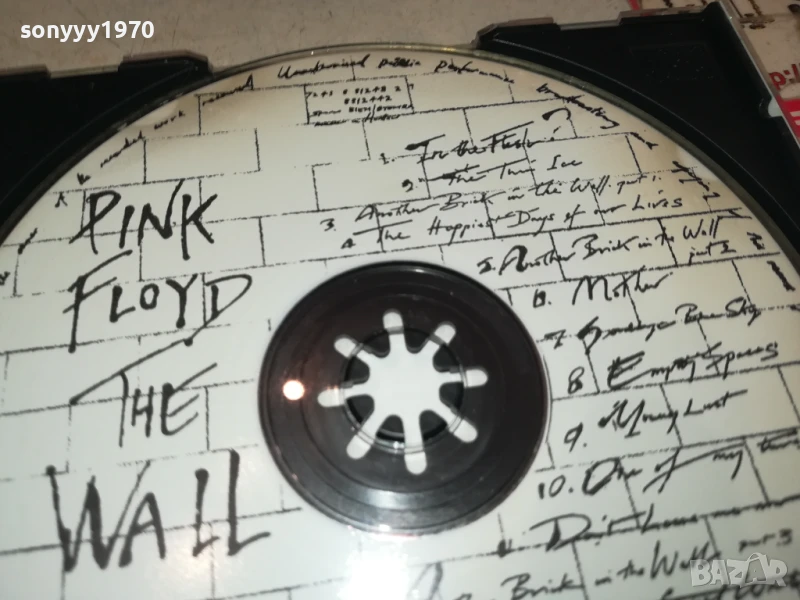 sonyyy1970
Unauthorised public performance
PINK
FLOYD
THE
WALL
1. In the Flesh?
2. The Thin Ice
3. Another Brick in the Wall part 1.
4. The Happiest Days of our Lives
5. Another Brick in the Wall part 2
6. Mother
7. Goodbye Blue Sky
8 Empty Spaces
9. Young Lust
10. One of my
11. Don't Leave me
Brick in the Wall part 3
BAZAR